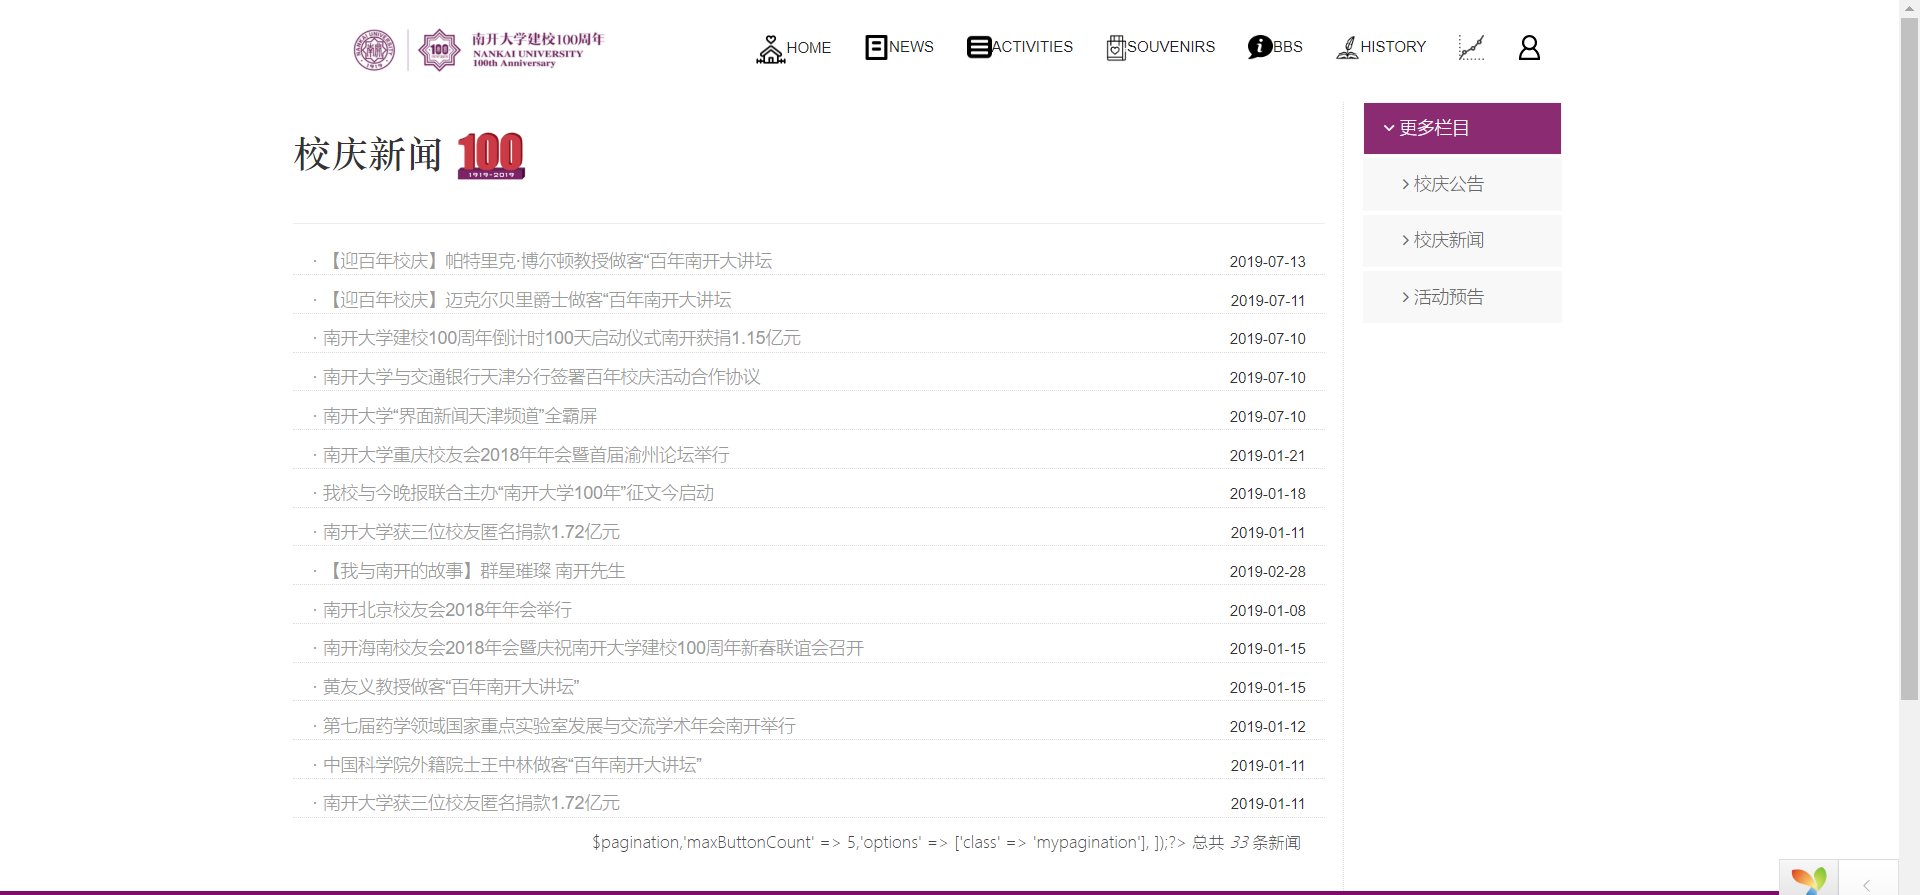 南开大学建校100周年
NANKAI UNIVERSITY
100th Anniversary
100
HOME
NEWS
ACTIVITIES
SOUVENIRS
BBS
HISTORY
校庆新闻
100
1919-2019
· 【迎百年校庆】帕特里克·博尔顿教授做客“百年南开大讲坛 2019-07-13
· 【迎百年校庆】迈克尔贝里爵士做客“百年南开大讲坛 2019-07-11
· 南开大学建校100周年倒计时100天启动仪式南开获捐1.15亿元 2019-07-10
· 南开大学与交通银行天津分行签署百年校庆活动合作协议 2019-07-10
· 南开大学“界面新闻天津频道”全霸屏 2019-07-10
· 南开大学重庆校友会2018年年会暨首届渝州论坛举行 2019-01-21
· 我校与今晚报联合主办“南开大学100年”征文今启动 2019-01-18
· 南开大学获三位校友匿名捐款1.72亿元 2019-01-11
· 【我与南开的故事】群星璀璨 南开先生 2019-02-28
· 南开北京校友会2018年年会举行 2019-01-08
· 南开海南校友会2018年会暨庆祝南开大学建校100周年新春联谊会召开 2019-01-15
· 黄友义教授做客“百年南开大讲坛” 2019-01-15
· 第七届药学领域国家重点实验室发展与交流学术年会南开举行 2019-01-12
· 中国科学院外籍院士王中林做客“百年南开大讲坛” 2019-01-11
· 南开大学获三位校友匿名捐款1.72亿元 2019-01-11
$pagination,'maxButtonCount' => 5,'options' => ['class' => 'mypagination'], ]);?> 总共 33 条新闻
更多栏目
校庆公告
校庆新闻
活动预告